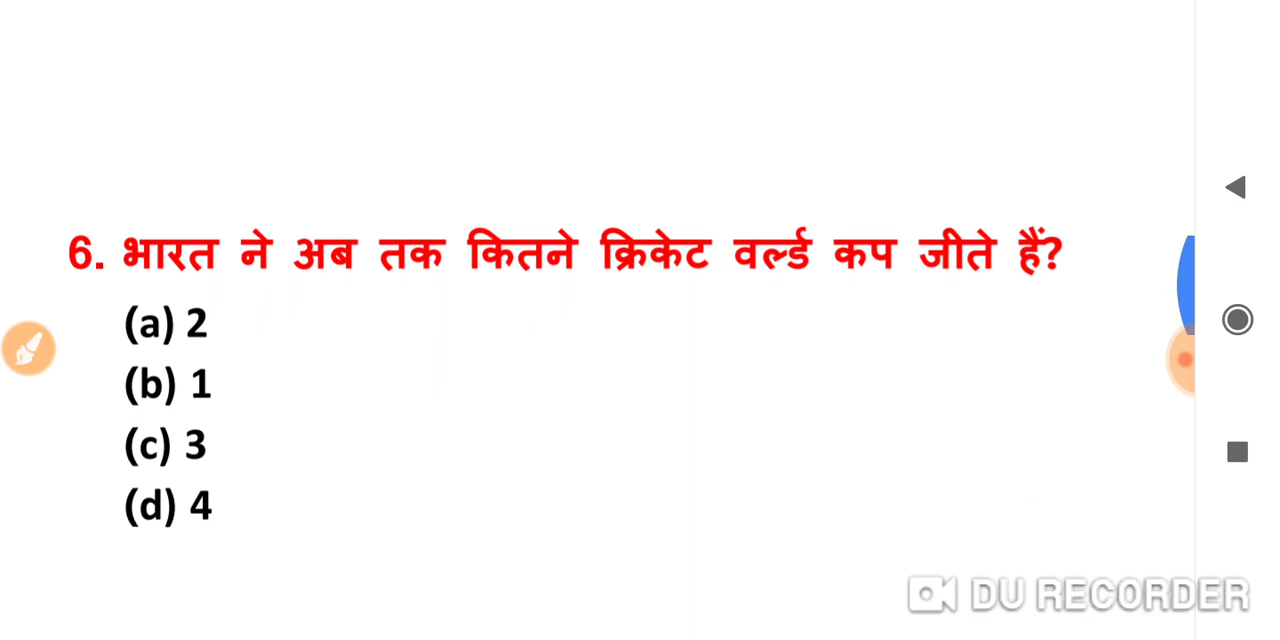 6. भारत ने अब तक कितने क्रिकेट वर्ल्ड कप जीते हैं?
(a) 2
(b) 1
(c) 3
(d) 4
DU RECORDER